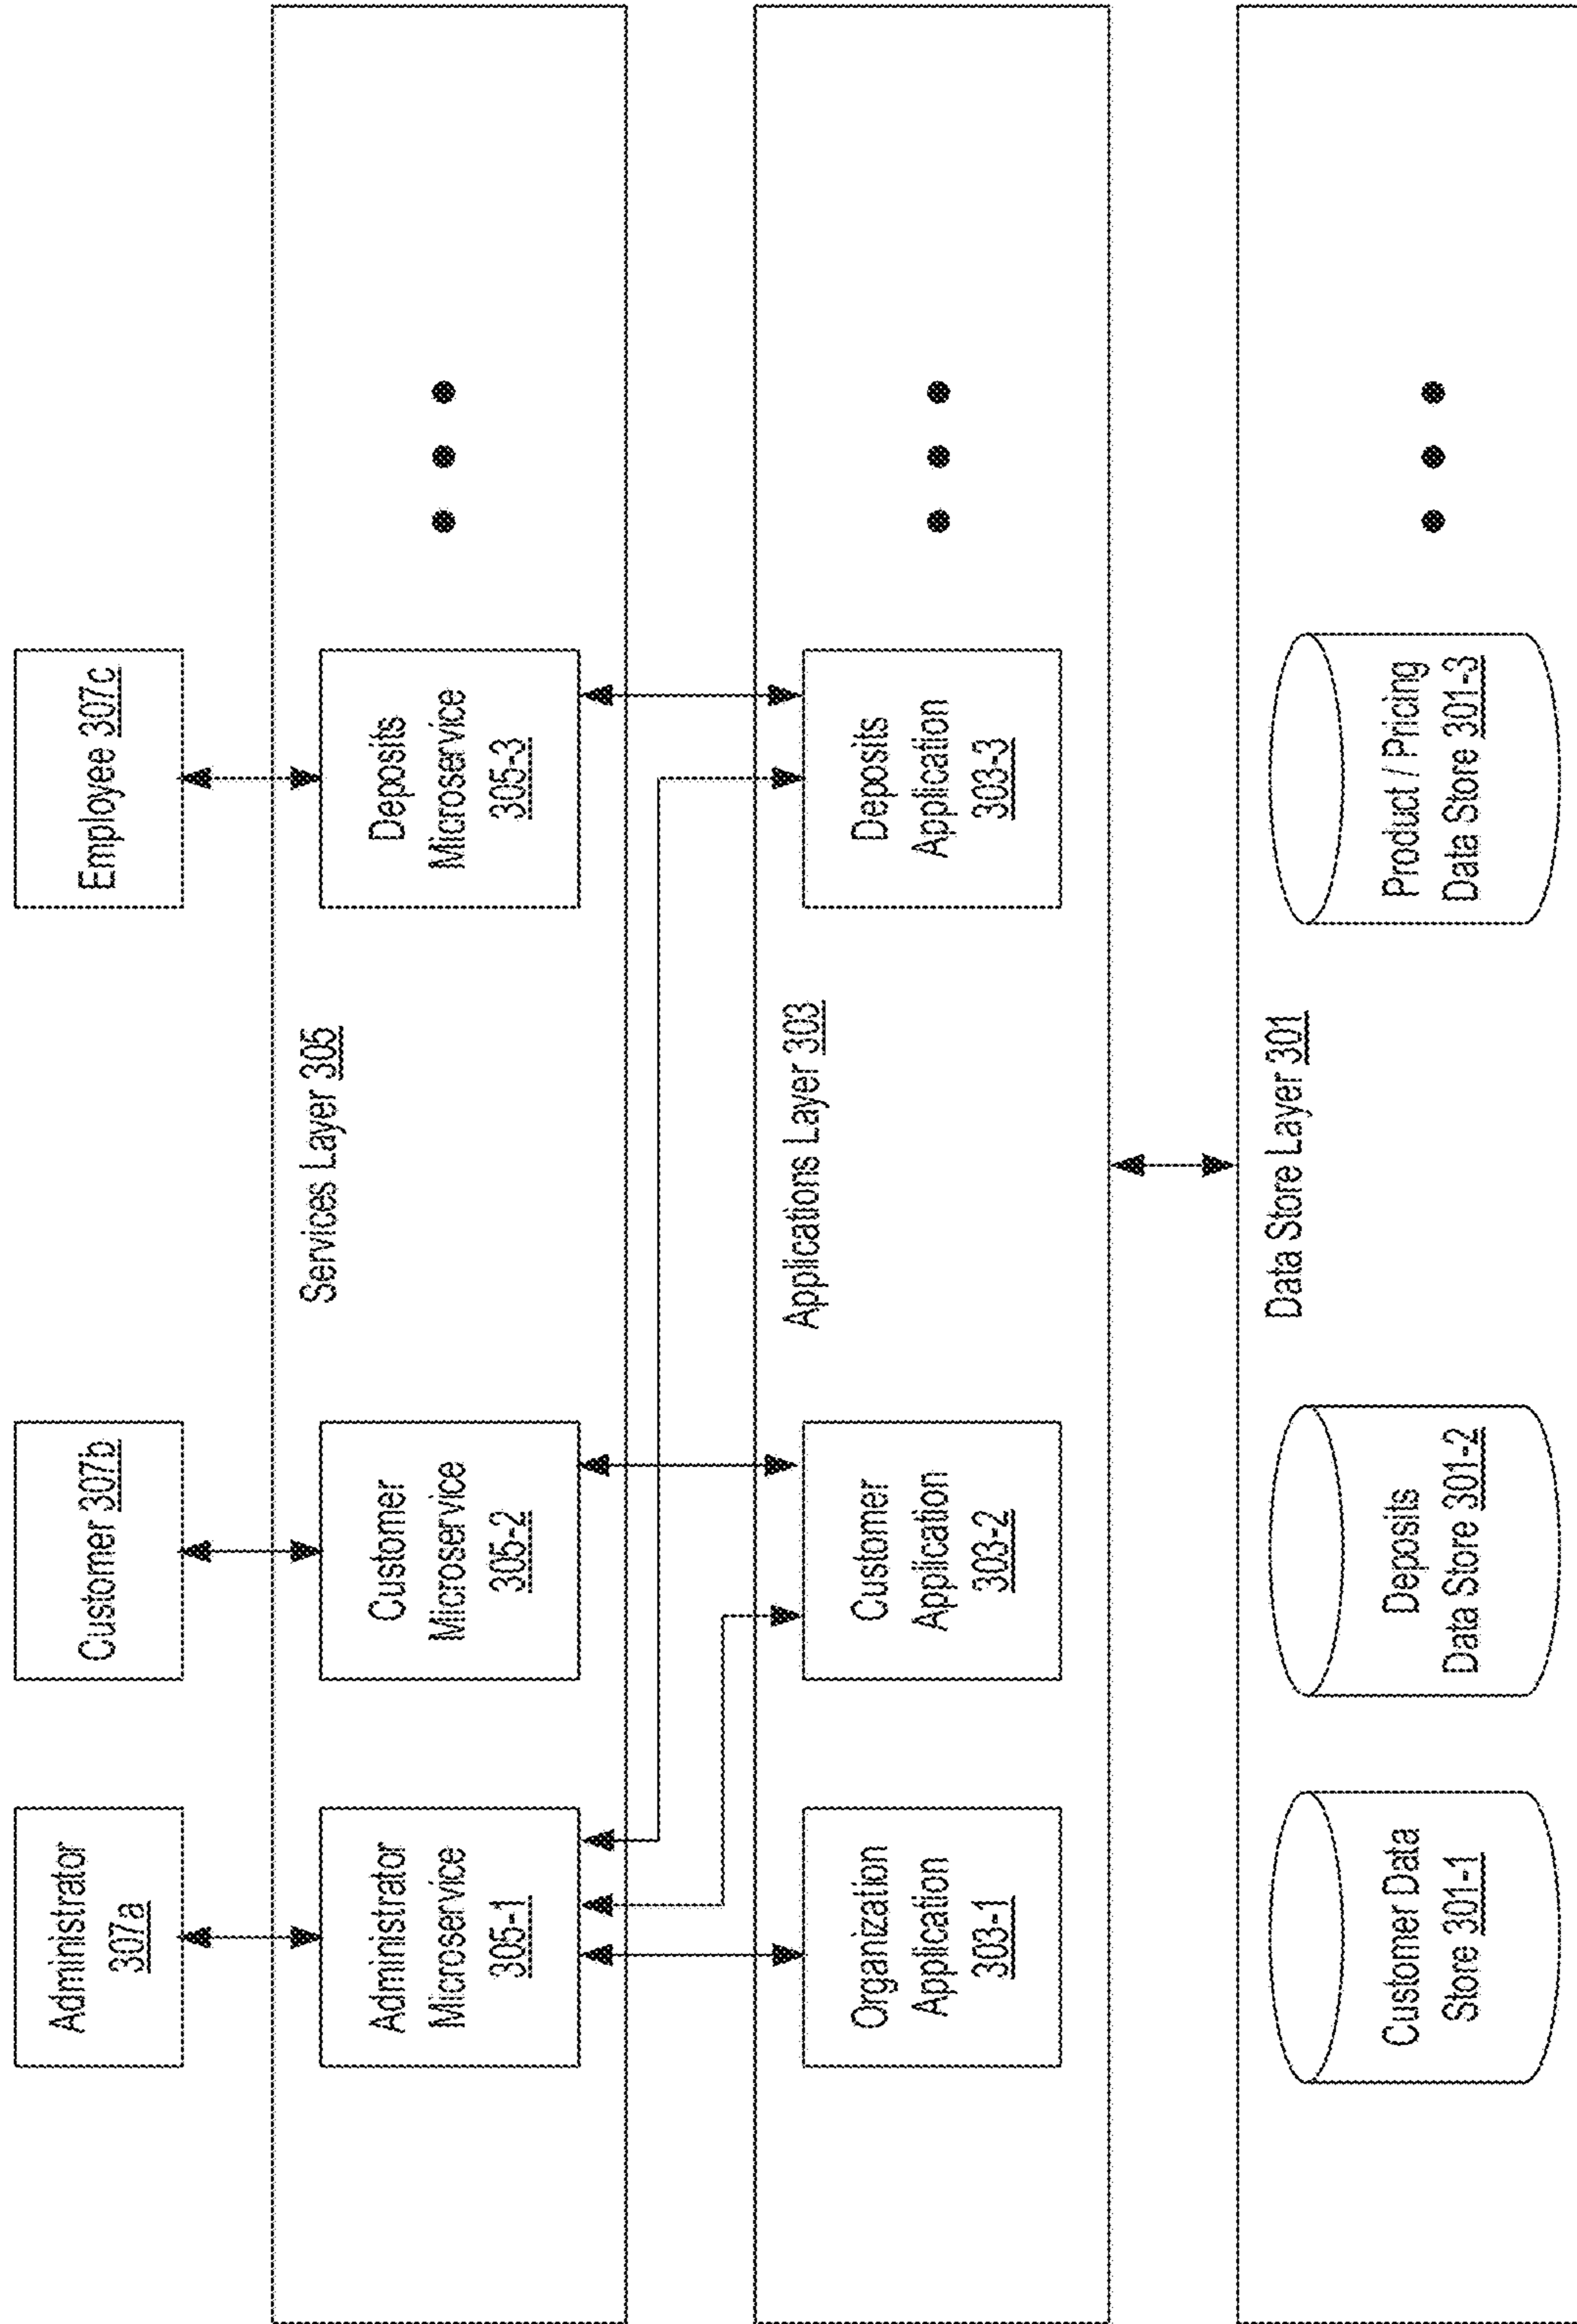 Administrator
307a
Customer 307b
Employee 307c
Services Layer 305
Administrator
Microservice
305-1
Customer
Microservice
305-2
Deposits
Microservice
305-3
Applications Layer 303
Organization
Application
303-1
Customer
Application
303-2
Deposits
Application
303-3
Data Store Layer 301
Customer Data
Store 301-1
Deposits
Data Store 301-2
Product / Pricing
Data Store 301-3